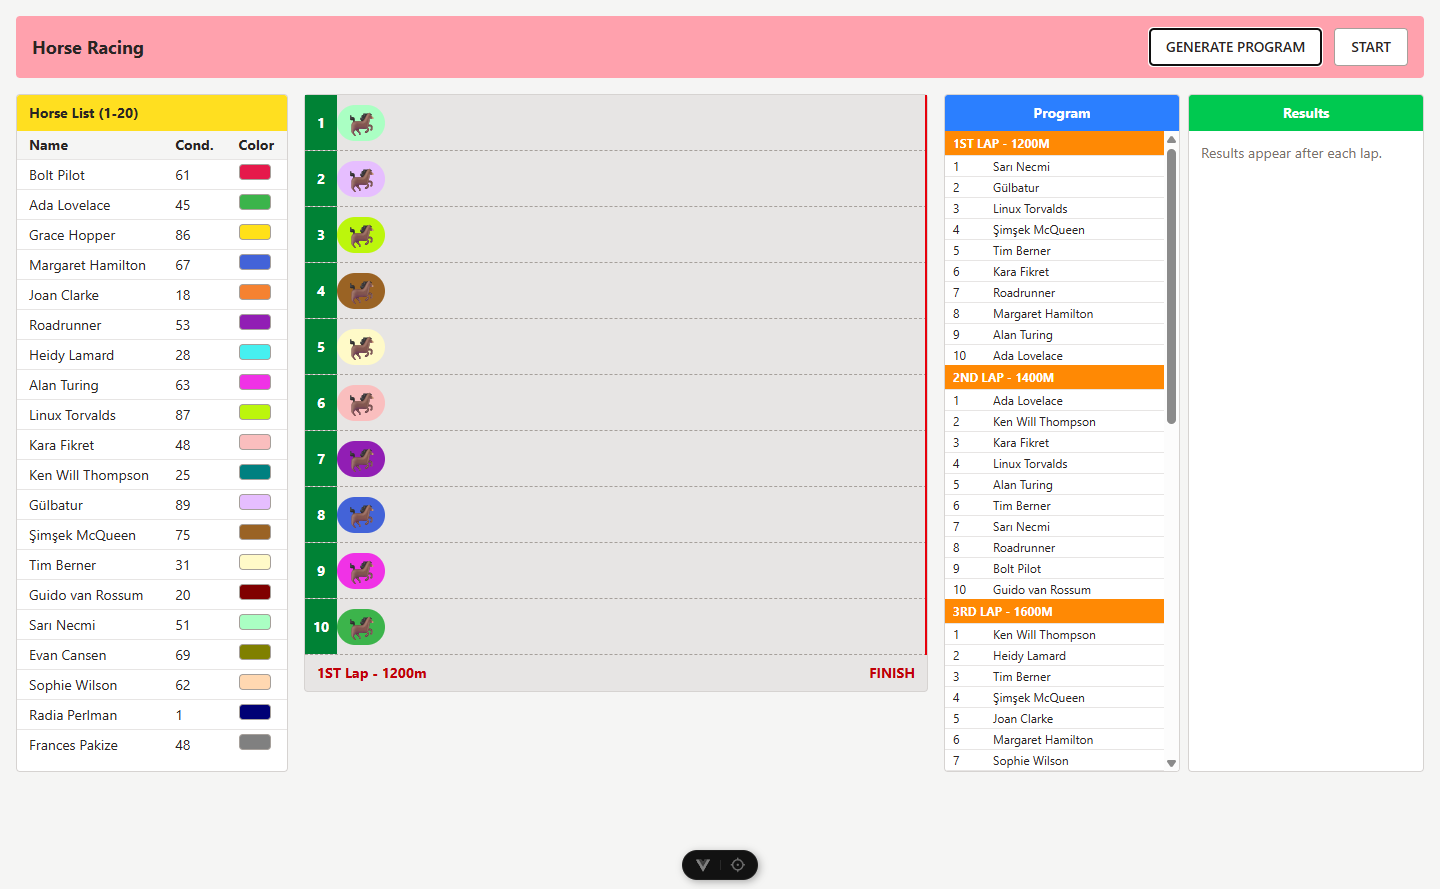 Horse Racing
GENERATE PROGRAM
START
Horse List (1-20)
Name Cond. Color
Bolt Pilot 61
Ada Lovelace 45
Grace Hopper 86
Margaret Hamilton 67
Joan Clarke 18
Roadrunner 53
Heidy Lamard 28
Alan Turing 63
Linux Torvalds 87
Kara Fikret 48
Ken Will Thompson 25
Gülbatur 89
Şimşek McQueen 75
Tim Berner 31
Guido van Rossum 20
Sarı Necmi 51
Evan Cansen 69
Sophie Wilson 62
Radia Perlman 1
Frances Pakize 48
1
2
3
4
5
6
7
8
9
10
1ST Lap - 1200m FINISH
Program
1ST LAP - 1200M
1 Sarı Necmi
2 Gülbatur
3 Linux Torvalds
4 Şimşek McQueen
5 Tim Berner
6 Kara Fikret
7 Roadrunner
8 Margaret Hamilton
9 Alan Turing
10 Ada Lovelace
2ND LAP - 1400M
1 Ada Lovelace
2 Ken Will Thompson
3 Kara Fikret
4 Linux Torvalds
5 Alan Turing
6 Tim Berner
7 Sarı Necmi
8 Roadrunner
9 Bolt Pilot
10 Guido van Rossum
3RD LAP - 1600M
1 Ken Will Thompson
2 Heidy Lamard
3 Tim Berner
4 Şimşek McQueen
5 Joan Clarke
6 Margaret Hamilton
7 Sophie Wilson
Results
Results appear after each lap.